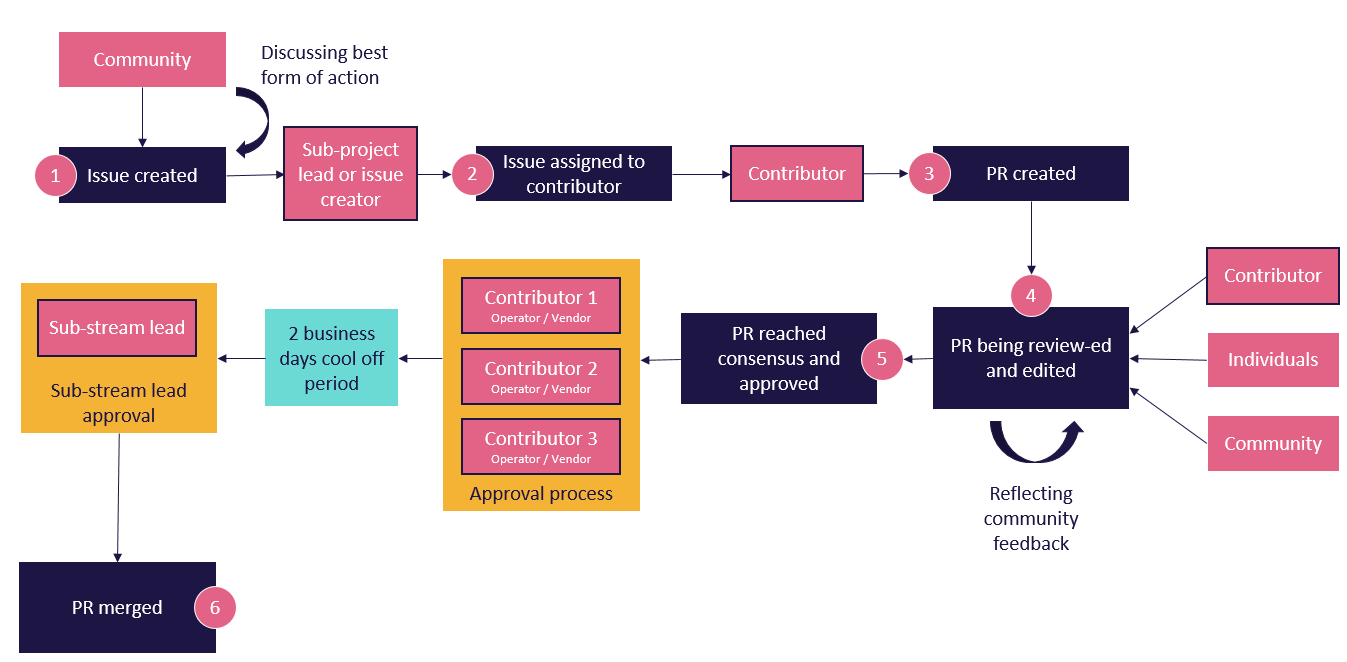 Community
Discussing best
form of action
1
Issue created
Sub-project
lead or issue
creator
2
Issue assigned to
contributor
Contributor
3
PR created
4
PR being review-ed
and edited
Contributor
Individuals
Community
Reflecting
community
feedback
5
PR reached
consensus and
approved
Contributor 1
Operator / Vendor
Contributor 2
Operator / Vendor
Contributor 3
Operator / Vendor
Approval process
2 business
days cool off
period
Sub-stream lead
Sub-stream lead
approval
PR merged
6